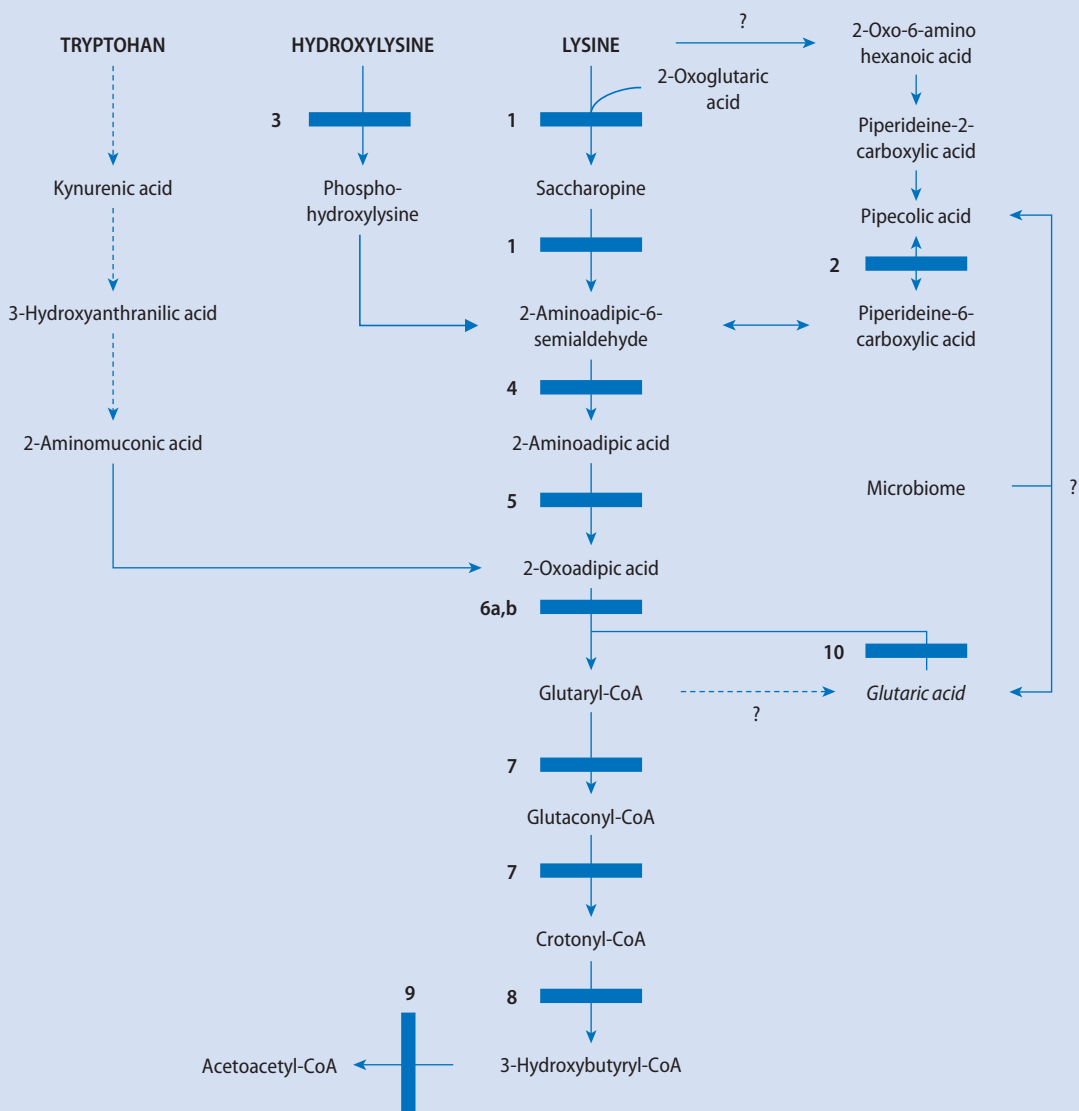 TRYPTOHAN
HYDROXYLYSINE
LYSINE
?
2-Oxo-6-amino
hexanoic acid
2-Oxoglutaric
acid
3
1
Piperideine-2-
carboxylic acid
Kynurenic acid
Phospho-
hydroxylysine
Saccharopine
Pipecolic acid
1
2
3-Hydroxyanthranilic acid
2-Aminoadipic-6-
semialdehyde
Piperideine-6-
carboxylic acid
4
2-Aminomuconic acid
2-Aminoadipic acid
5
Microbiome
?
2-Oxoadipic acid
6a,b
10
Glutaryl-CoA
?
Glutaric acid
7
Glutaconyl-CoA
7
Crotonyl-CoA
9
8
Acetoacetyl-CoA
3-Hydroxybutyryl-CoA